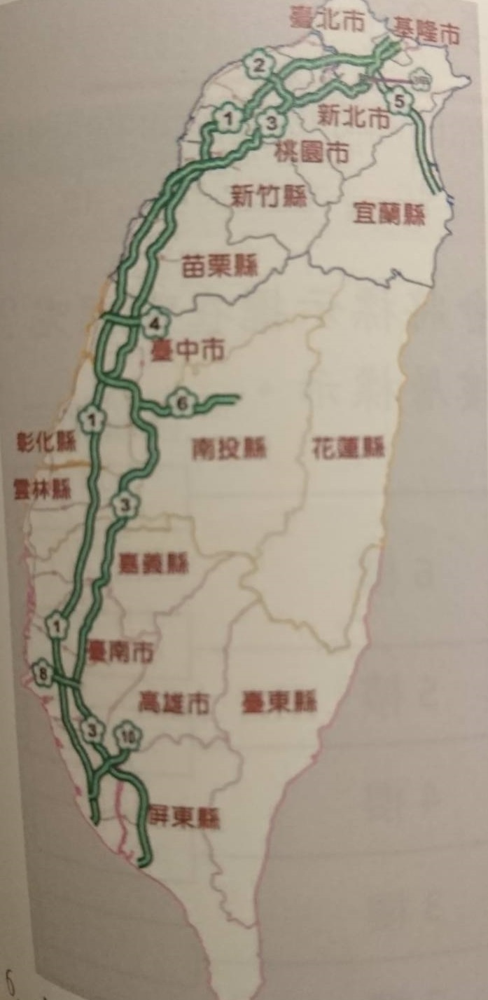 臺北市
基隆市
2
5
1
3
新北市
桃園市
新竹縣
宜蘭縣
苗栗縣
4
臺中市
6
1
彰化縣
南投縣
花蓮縣
雲林縣
3
嘉義縣
1
臺南市
8
高雄市
臺東縣
3
10
屏東縣
6